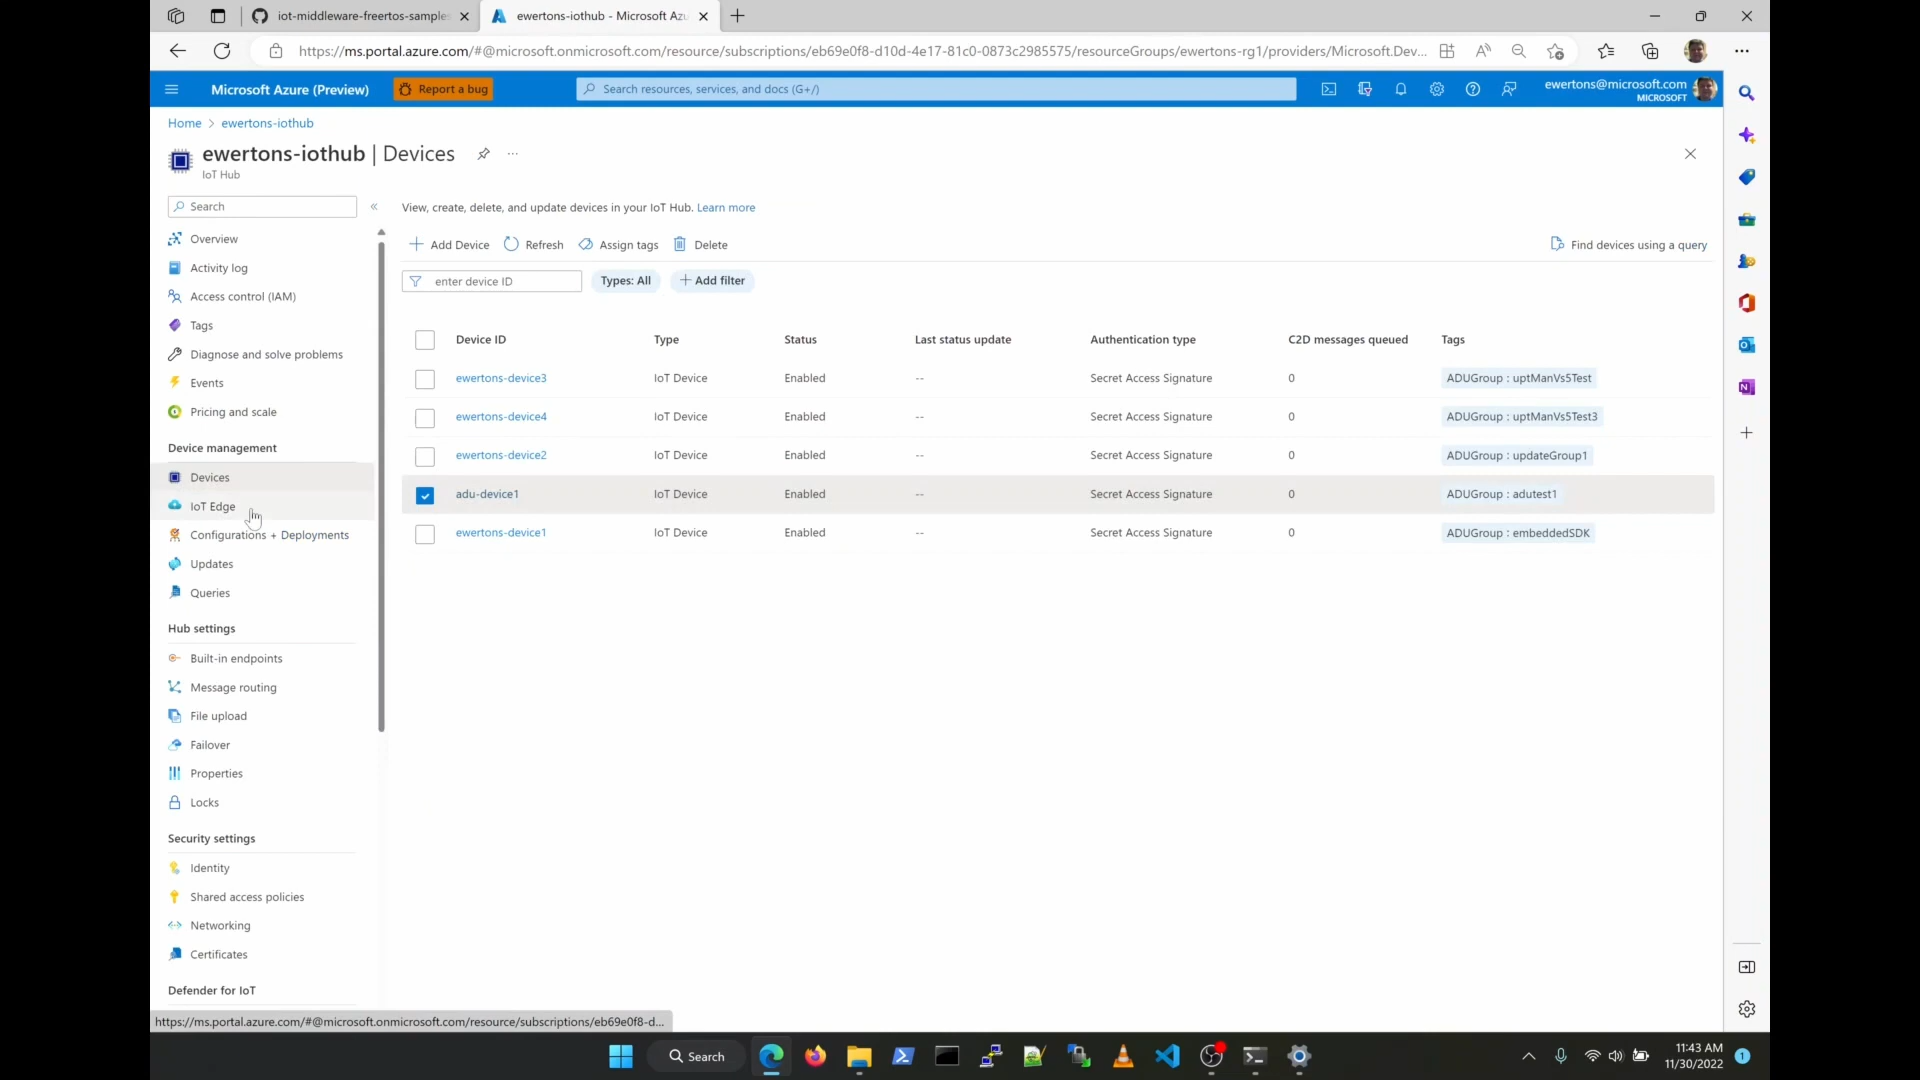 iot-middleware-freertos-sample
ewertons-iothub - Microsoft Az
https://ms.portal.azure.com/#@microsoft.onmicrosoft.com/resource/subscriptions/eb69e0f8-d10d-4e17-81c0-0873c2985575/resourceGroups/ewertons-rg1/providers/Microsoft.Dev...
Microsoft Azure (Preview)
Report a bug
Search resources, services, and docs (G+/)
ewertons@microsoft.com
MICROSOFT
Home > ewertons-iothub
ewertons-iothub | Devices
IoT Hub
Search
View, create, delete, and update devices in your IoT Hub. Learn more
Overview
Activity log
Access control (IAM)
Tags
Diagnose and solve problems
Events
Pricing and scale
Device management
Devices
IoT Edge
Configurations + Deployments
Updates
Queries
Hub settings
Built-in endpoints
Message routing
File upload
Failover
Properties
Locks
Security settings
Identity
Shared access policies
Networking
Certificates
Defender for IoT
Add Device Refresh Assign tags Delete
Find devices using a query
enter device ID
Types: All
Add filter
Device ID Type Status Last status update Authentication type C2D messages queued Tags
ewertons-device3 IoT Device Enabled -- Secret Access Signature 0 ADUGroup : uptManVs5Test
ewertons-device4 IoT Device Enabled -- Secret Access Signature 0 ADUGroup : uptManVs5Test3
ewertons-device2 IoT Device Enabled -- Secret Access Signature 0 ADUGroup : updateGroup1
adu-device1 IoT Device Enabled -- Secret Access Signature 0 ADUGroup : adutest1
ewertons-device1 IoT Device Enabled -- Secret Access Signature 0 ADUGroup : embeddedSDK
https://ms.portal.azure.com/#@microsoft.onmicrosoft.com/resource/subscriptions/eb69e0f8-d...
Search
11:43 AM
11/30/2022
1